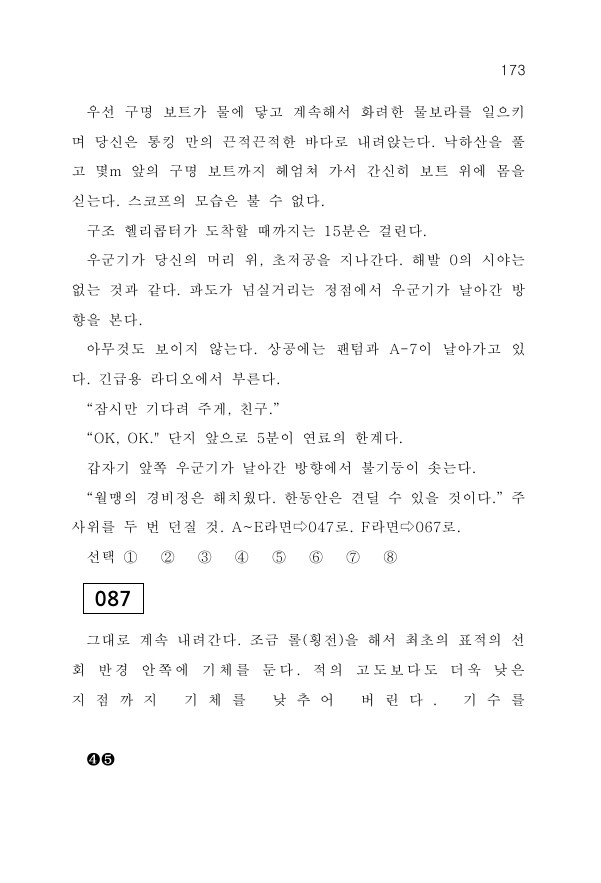 173
우선 구명 보트가 물에 닿고 계속해서 화려한 물보라를 일으키
며 당신은 통킹 만의 끈적끈적한 바다로 내려앉는다. 낙하산을 풀
고 몇m 앞의 구명 보트까지 헤엄쳐 가서 간신히 보트 위에 몸을
싣는다. 스코프의 모습은 볼 수 없다.
구조 헬리콥터가 도착할 때까지는 15분은 걸린다.
우군기가 당신의 머리 위, 초저공을 지나간다. 해발 0의 시야는
없는 것과 같다. 파도가 넘실거리는 정점에서 우군기가 날아간 방
향을 본다.
아무것도 보이지 않는다. 상공에는 팬텀과 A-7이 날아가고 있
다. 긴급용 라디오에서 부른다.
“잠시만 기다려 주게, 친구.”
“OK, OK." 단지 앞으로 5분이 연료의 한계다.
갑자기 앞쪽 우군기가 날아간 방향에서 불기둥이 솟는다.
“월맹의 경비정은 해치웠다. 한동안은 견딜 수 있을 것이다.” 주
사위를 두 번 던질 것. A~E라면⇨047로. F라면⇨067로.
선택 ① ② ③ ④ ⑤ ⑥ ⑦ ⑧
087
그대로 계속 내려간다. 조금 롤(횡전)을 해서 최초의 표적의 선
회 반경 안쪽에 기체를 둔다. 적의 고도보다도 더욱 낮은
지점까지 기체를 낮추어 버린다. 기수를
❹❺